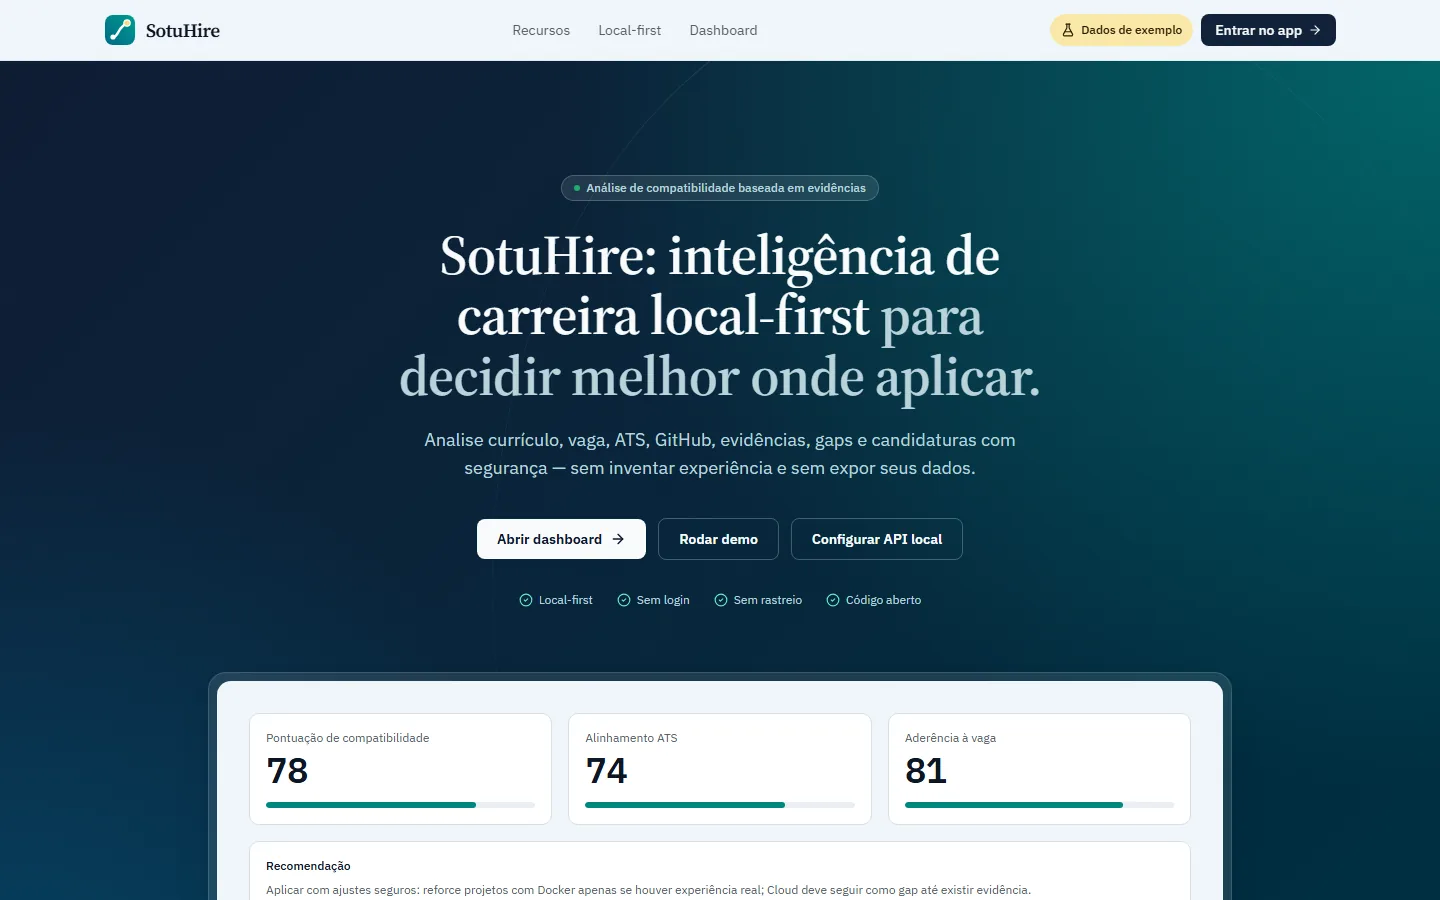 SotuHire
Recursos
Local-first
Dashboard
Dados de exemplo
Entrar no app
Análise de compatibilidade baseada em evidências
SotuHire: inteligência de
carreira local-first para
decidir melhor onde aplicar.
Analise currículo, vaga, ATS, GitHub, evidências, gaps e candidaturas com
segurança — sem inventar experiência e sem expor seus dados.
Abrir dashboard
Rodar demo
Configurar API local
Local-first
Sem login
Sem rastreio
Código aberto
Pontuação de compatibilidade
78
Alinhamento ATS
74
Aderência à vaga
81
Recomendação
Aplicar com ajustes seguros: reforce projetos com Docker apenas se houver experiência real; Cloud deve seguir como gap até existir evidência.